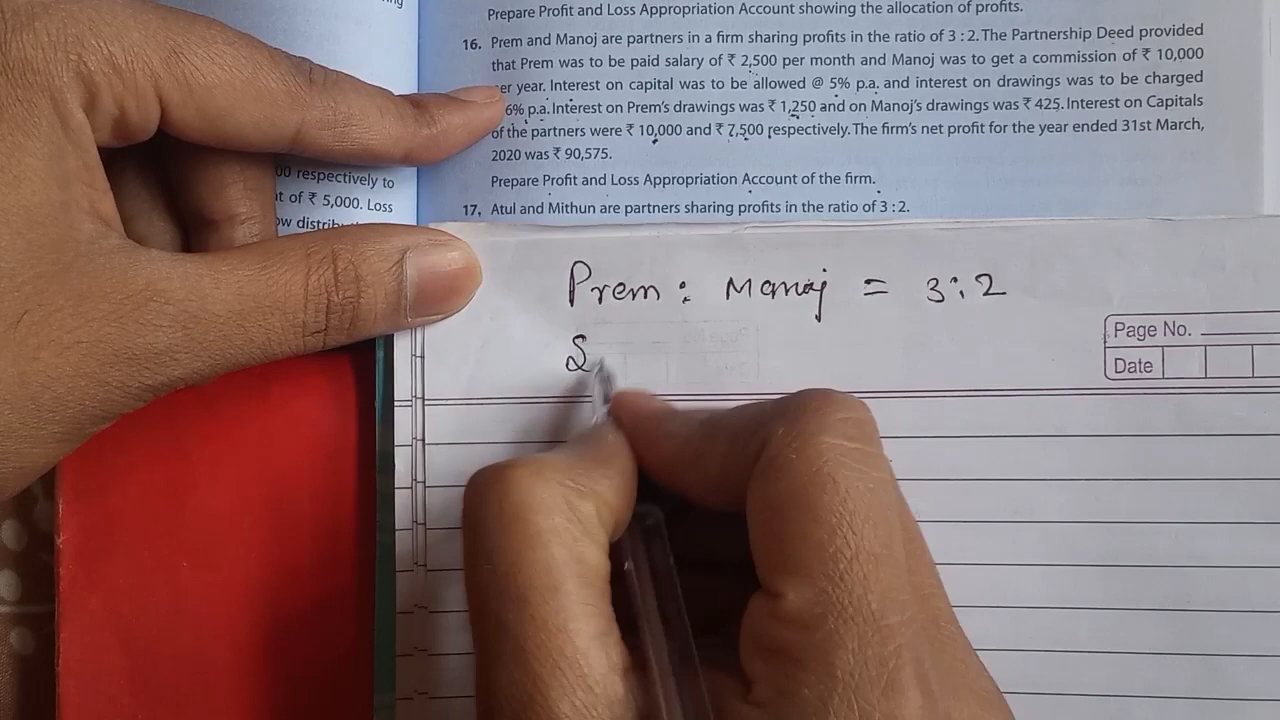 Prepare Profit and Loss Appropriation Account showing the allocation of profits.
16. Prem and Manoj are partners in a firm sharing profits in the ratio of 3 : 2. The Partnership Deed provided
that Prem was to be paid salary of ₹ 2,500 per month and Manoj was to get a commission of ₹ 10,000
er year. Interest on capital was to be allowed @ 5% p.a. and interest on drawings was to be charged
6% p.a. Interest on Prem's drawings was ₹ 1,250 and on Manoj's drawings was ₹ 425. Interest on Capitals
of the partners were ₹ 10,000 and ₹ 7,500 respectively. The firm's net profit for the year ended 31st March,
2020 was ₹ 90,575.
Prepare Profit and Loss Appropriation Account of the firm.
17. Atul and Mithun are partners sharing profits in the ratio of 3 : 2.
00 respectively to
t of ₹ 5,000. Loss
Prem : Manoj = 3:2
S
Page No.
Date